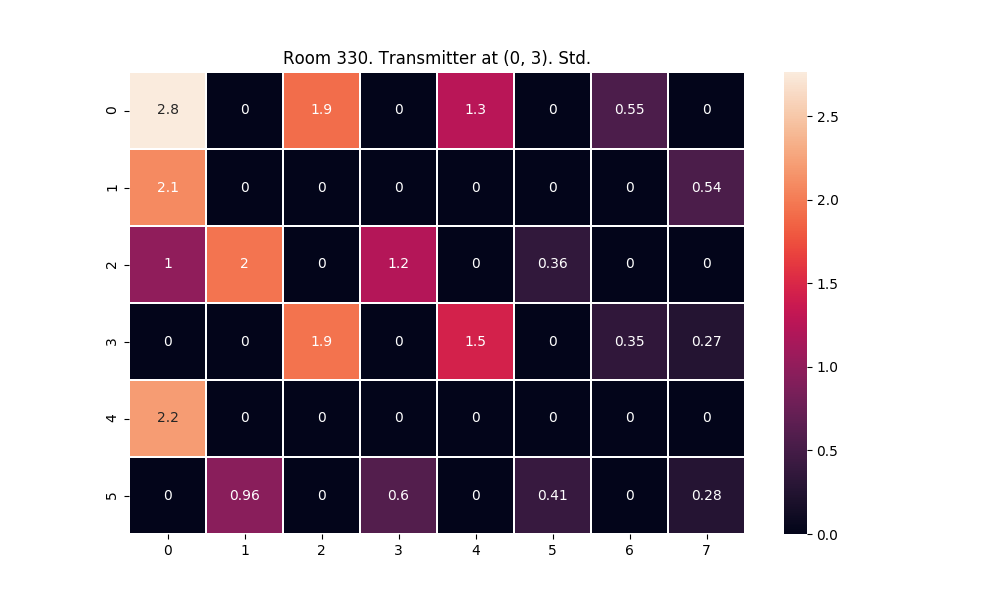 Room 330. Transmitter at (0, 3). Std.
0 2.8 0 1.9 0 1.3 0 0.55 0
1 2.1 0 0 0 0 0 0 0.54
2 1 2 0 1.2 0 0.36 0 0
3 0 0 1.9 0 1.5 0 0.35 0.27
4 2.2 0 0 0 0 0 0 0
5 0 0.96 0 0.6 0 0.41 0 0.28
0 1 2 3 4 5 6 7
2.5
2.0
1.5
1.0
0.5
0.0